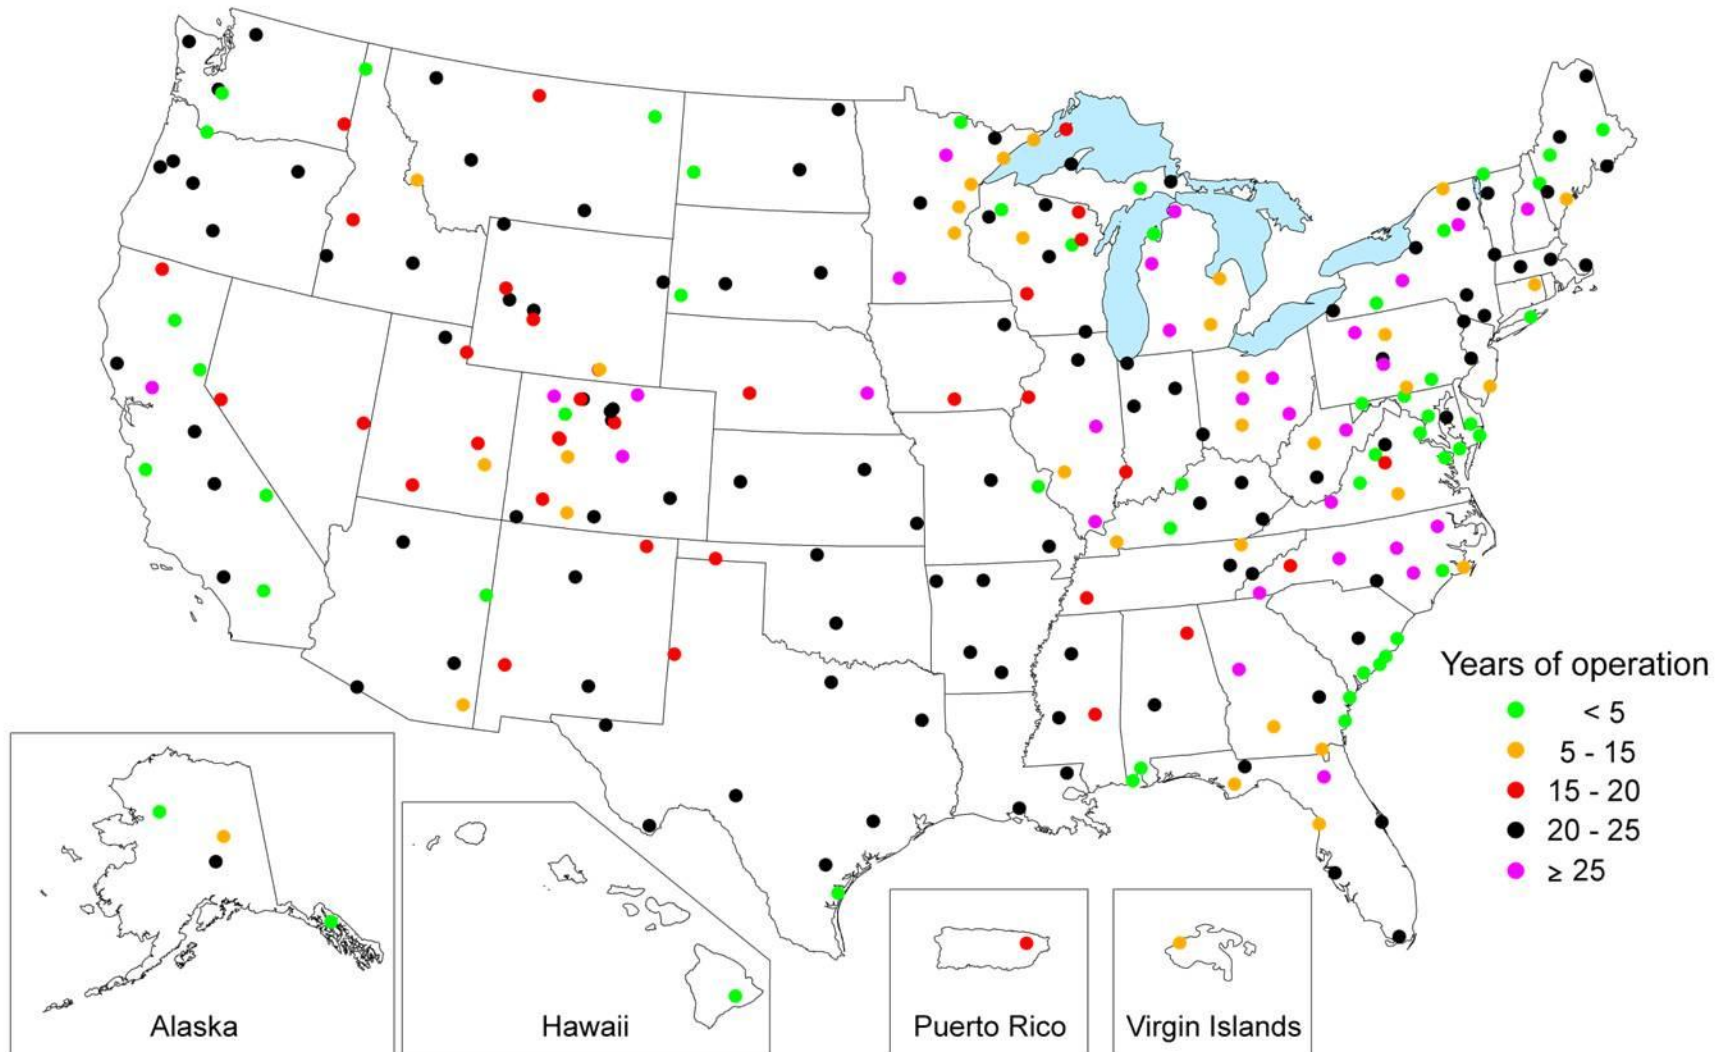 Years of operation
< 5
5 - 15
15 - 20
20 - 25
≥ 25
Alaska
Hawaii
Puerto Rico
Virgin Islands